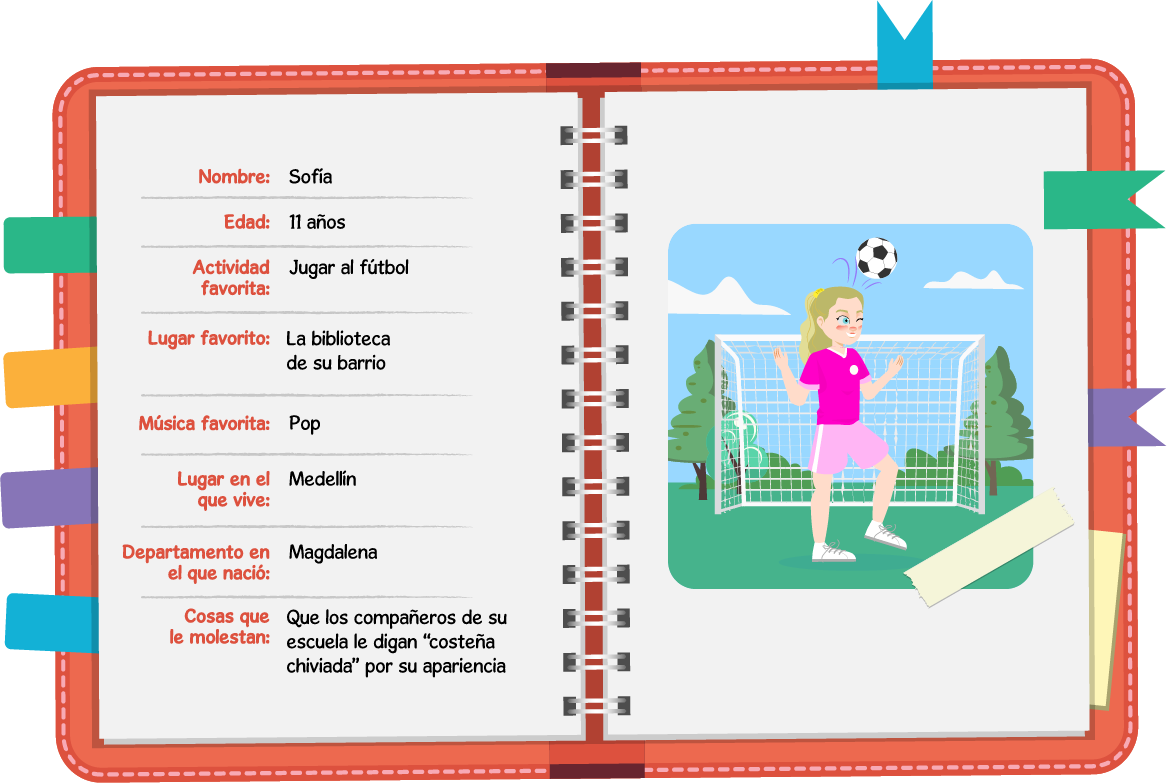 Nombre: Sofía
Edad: 11 años
Actividad favorita: Jugar al fútbol
Lugar favorito: La biblioteca
de su barrio
Música favorita: Pop
Lugar en el
que vive: Medellín
Departamento en
el que nació: Magdalena
Cosas que
le molestan: Que los compañeros de su
escuela le digan “costeña
chiviada” por su apariencia